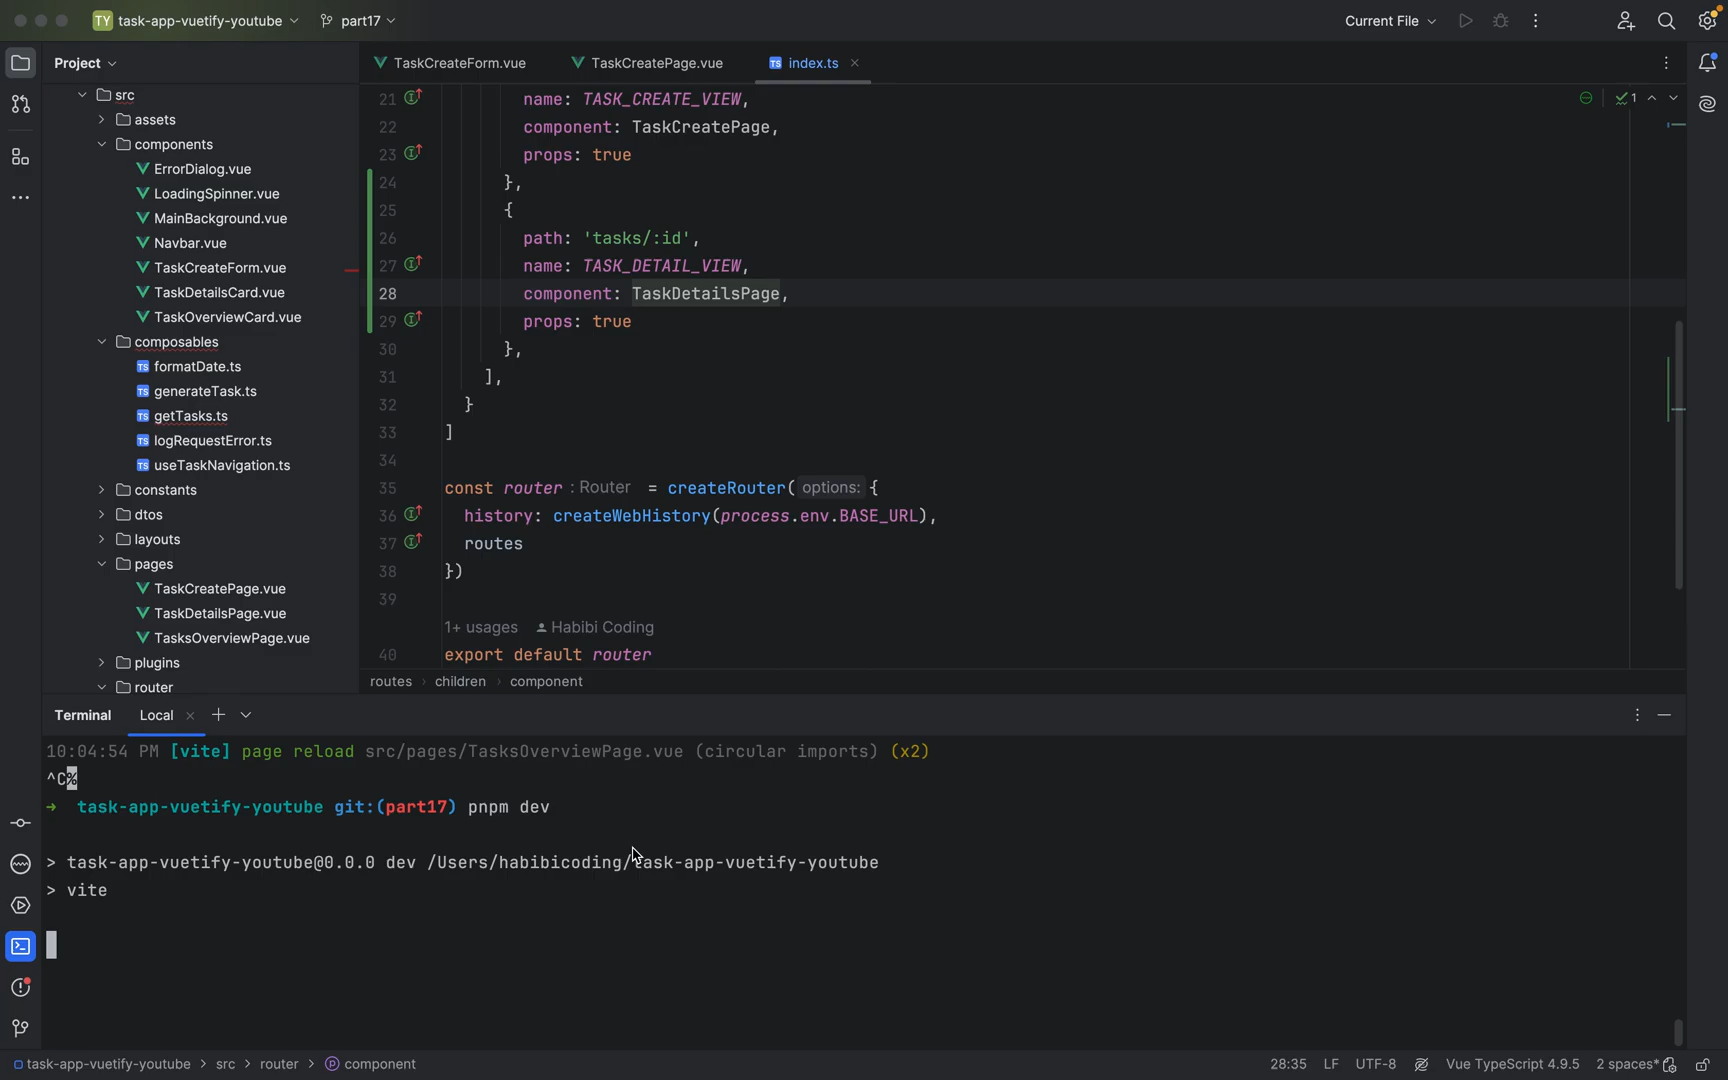 TY task-app-vuetify-youtube part17 Current File
Project
TaskCreateForm.vue TaskCreatePage.vue TS index.ts
src
assets
components
ErrorDialog.vue
LoadingSpinner.vue
MainBackground.vue
Navbar.vue
TaskCreateForm.vue
TaskDetailsCard.vue
TaskOverviewCard.vue
composables
TS formatDate.ts
TS generateTask.ts
TS getTasks.ts
TS logRequestError.ts
TS useTaskNavigation.ts
constants
dtos
layouts
pages
TaskCreatePage.vue
TaskDetailsPage.vue
TasksOverviewPage.vue
plugins
router
1
21 name: TASK_CREATE_VIEW,
22 component: TaskCreatePage,
23 props: true
24 },
25 {
26 path: 'tasks/:id',
27 name: TASK_DETAIL_VIEW,
28 component: TaskDetailsPage,
29 props: true
30 },
31 ],
32 }
33 ]
34
35 const router : Router = createRouter( options: {
36 history: createWebHistory(process.env.BASE_URL),
37 routes
38 })
39
1+ usages Habibi Coding
40 export default router
routes › children › component
Terminal Local
10:04:54 PM [vite] page reload src/pages/TasksOverviewPage.vue (circular imports) (x2)
^C%
→ task-app-vuetify-youtube git:(part17) pnpm dev
> task-app-vuetify-youtube@0.0.0 dev /Users/habibicoding/task-app-vuetify-youtube
> vite
task-app-vuetify-youtube > src > router > component 28:35 LF UTF-8 Vue TypeScript 4.9.5 2 spaces*